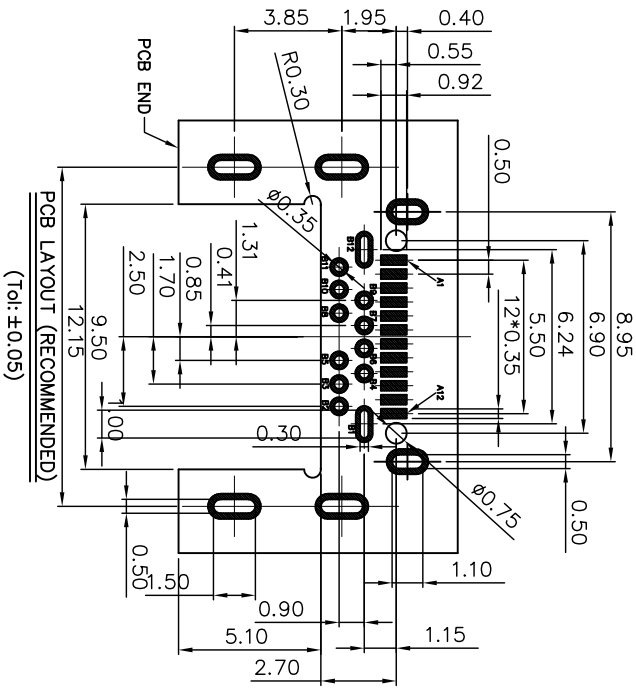 3.85
1.95
0.40
0.55
0.92
PCB END
R0.30
0.50
ø0.35
B12
A1
B11
B10
B8
B9
B7
B6
B4
B5
B3
B2
B1
A12
1.31
0.41
0.85
1.70
2.50
9.50
12.15
1.00
0.30
12*0.35
5.50
6.24
6.90
8.95
ø0.75
0.50
PCB LAYOUT (RECOMMENDED)
(Tol: ±0.05)
0.50
1.50
1.10
0.90
1.15
5.10
2.70